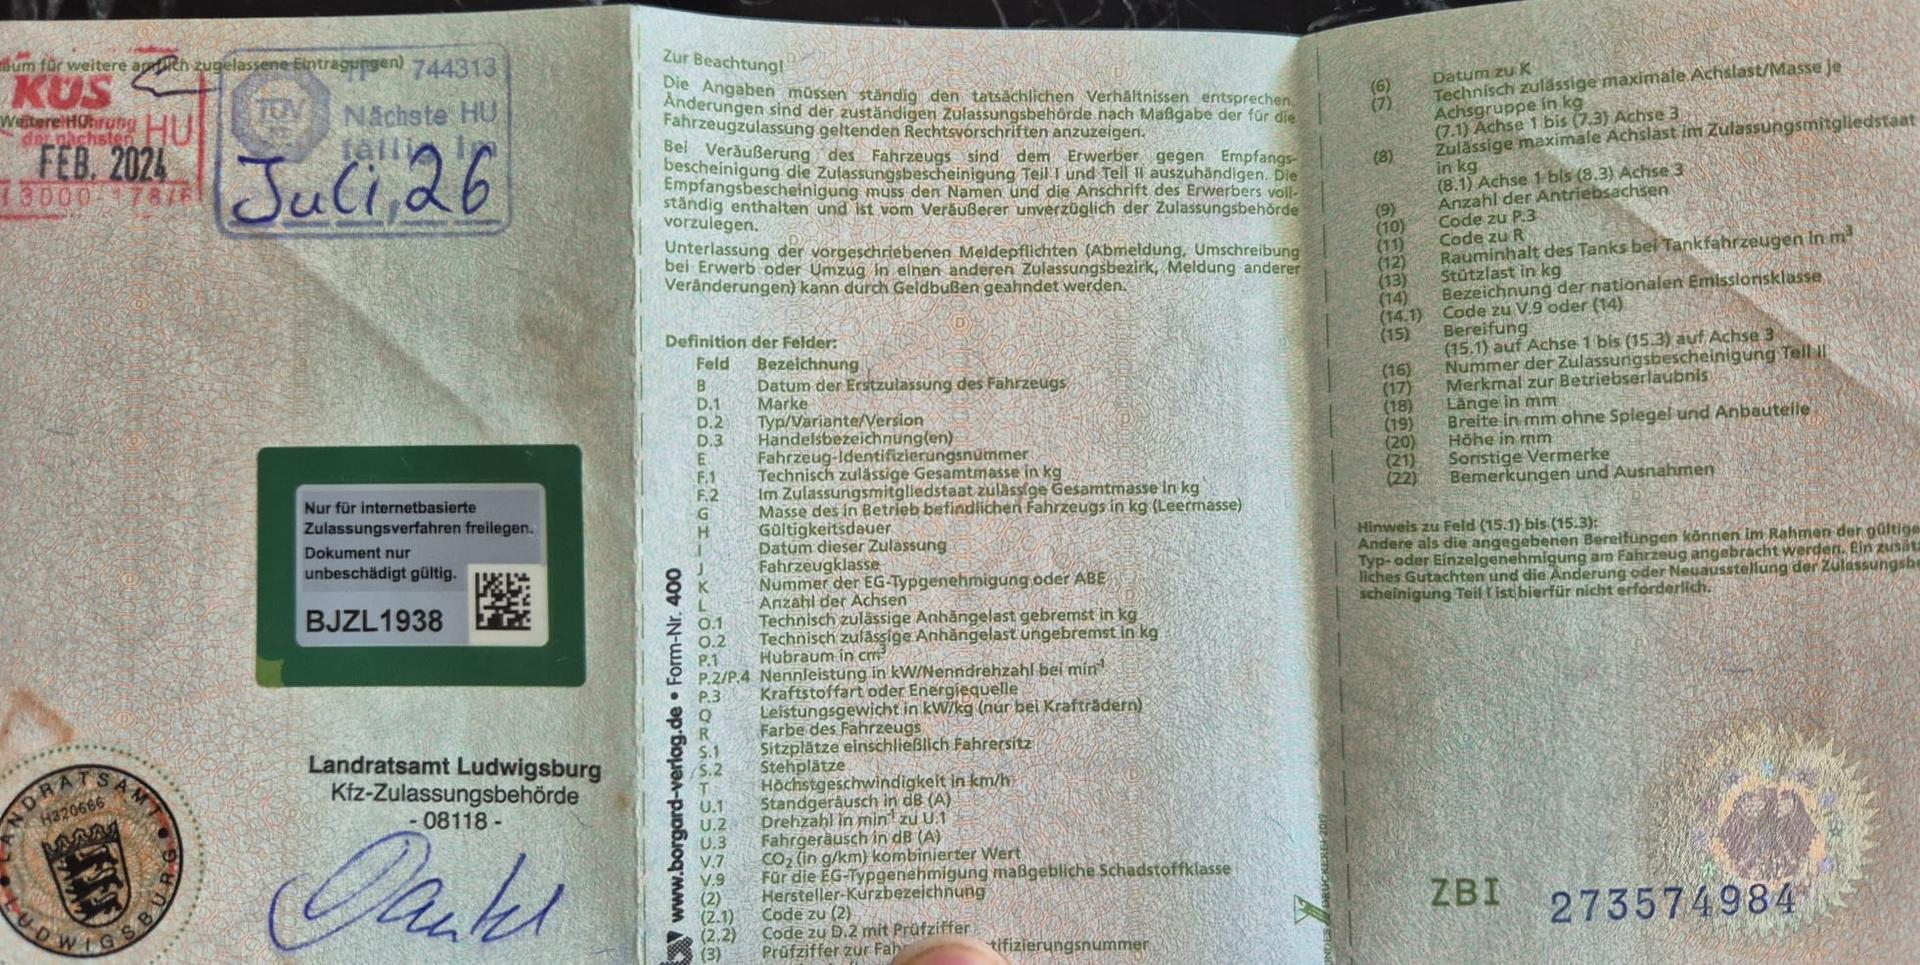 aum für weitere amtlich zugelassene Eintragungen)
KÜS
Weitere HU:
der nächsten HU
FEB. 2024
744313
TÜV
Nächste HU
fällig im
Juli, 26
Nur für internetbasierte
Zulassungsverfahren freilegen.
Dokument nur
unbeschädigt gültig.
BJZL1938
LANDRATSAMT LUDWIGSBURG
H320666
Landratsamt Ludwigsburg
Kfz-Zulassungsbehörde
- 08118 -
Zur Beachtung!
Die Angaben müssen ständig den tatsächlichen Verhältnissen entsprechen.
Änderungen sind der zuständigen Zulassungsbehörde nach Maßgabe der für die
Fahrzeugzulassung geltenden Rechtsvorschriften anzuzeigen.
Bei Veräußerung des Fahrzeugs sind dem Erwerber gegen Empfangs-
bescheinigung die Zulassungsbescheinigung Teil I und Teil II auszuhändigen. Die
Empfangsbescheinigung muss den Namen und die Anschrift des Erwerbers voll-
ständig enthalten und ist vom Veräußerer unverzüglich der Zulassungsbehörde
vorzulegen.
Unterlassung der vorgeschriebenen Meldepflichten (Abmeldung, Umschreibung
bei Erwerb oder Umzug in einen anderen Zulassungsbezirk, Meldung anderer
Veränderungen) kann durch Geldbußen geahndet werden.
Definition der Felder:
Feld Bezeichnung
B Datum der Erstzulassung des Fahrzeugs
D.1 Marke
D.2 Typ/Variante/Version
D.3 Handelsbezeichnung(en)
E Fahrzeug-Identifizierungsnummer
F.1 Technisch zulässige Gesamtmasse in kg
F.2 Im Zulassungsmitgliedstaat zulässige Gesamtmasse in kg
G Masse des in Betrieb befindlichen Fahrzeugs in kg (Leermasse)
H Gültigkeitsdauer
I Datum dieser Zulassung
J Fahrzeugklasse
K Nummer der EG-Typgenehmigung oder ABE
L Anzahl der Achsen
O.1 Technisch zulässige Anhängelast gebremst in kg
O.2 Technisch zulässige Anhängelast ungebremst in kg
P.1 Hubraum in cm³
P.2/P.4 Nennleistung in kW/Nenndrehzahl bei min⁻¹
P.3 Kraftstoffart oder Energiequelle
Q Leistungsgewicht in kW/kg (nur bei Krafträdern)
R Farbe des Fahrzeugs
S.1 Sitzplätze einschließlich Fahrersitz
S.2 Stehplätze
T Höchstgeschwindigkeit in km/h
U.1 Standgeräusch in dB (A)
U.2 Drehzahl in min⁻¹ zu U.1
U.3 Fahrgeräusch in dB (A)
V.7 CO₂ (in g/km) kombinierter Wert
V.9 Für die EG-Typgenehmigung maßgebliche Schadstoffklasse
(2) Hersteller-Kurzbezeichnung
(2.1) Code zu (2)
(2.2) Code zu D.2 mit Prüfziffer
(3) Prüfziffer zur Fah tifizierungsnummer
www.borgard-verlag.de • Form-Nr. 400
(6) Datum zu K
(7) Technisch zulässige maximale Achslast/Masse je
Achsgruppe in kg
(7.1) Achse 1 bis (7.3) Achse 3
(8) Zulässige maximale Achslast im Zulassungsmitgliedstaat
in kg
(8.1) Achse 1 bis (8.3) Achse 3
(9) Anzahl der Antriebsachsen
(10) Code zu P.3
(11) Code zu R
(12) Rauminhalt des Tanks bei Tankfahrzeugen in m³
(13) Stützlast in kg
(14) Bezeichnung der nationalen Emissionsklasse
(14.1) Code zu V.9 oder (14)
(15) Bereifung
(15.1) auf Achse 1 bis (15.3) auf Achse 3
(16) Nummer der Zulassungsbescheinigung Teil II
(17) Merkmal zur Betriebserlaubnis
(18) Länge in mm
(19) Breite in mm ohne Spiegel und Anbauteile
(20) Höhe in mm
(21) Sonstige Vermerke
(22) Bemerkungen und Ausnahmen
Hinweis zu Feld (15.1) bis (15.3):
Andere als die angegebenen Bereifungen können im Rahmen der gültige
Typ- oder Einzelgenehmigung am Fahrzeug angebracht werden. Ein zusätz
liches Gutachten und die Änderung oder Neuausstellung der Zulassungsbe
scheinigung Teil I ist hierfür nicht erforderlich.
ZBI 273574984